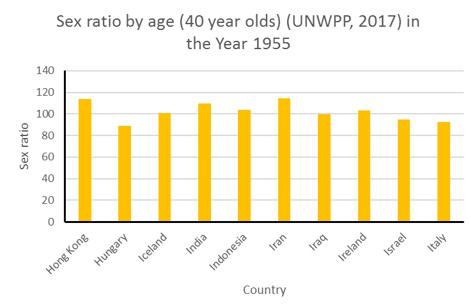 Sex ratio by age (40 year olds) (UNWPP, 2017) in
the Year 1955
140
120
100
80
60
40
20
0
Sex ratio
Hong Kong
Hungary
Iceland
India
Indonesia
Iran
Iraq
Ireland
Israel
Italy
Country